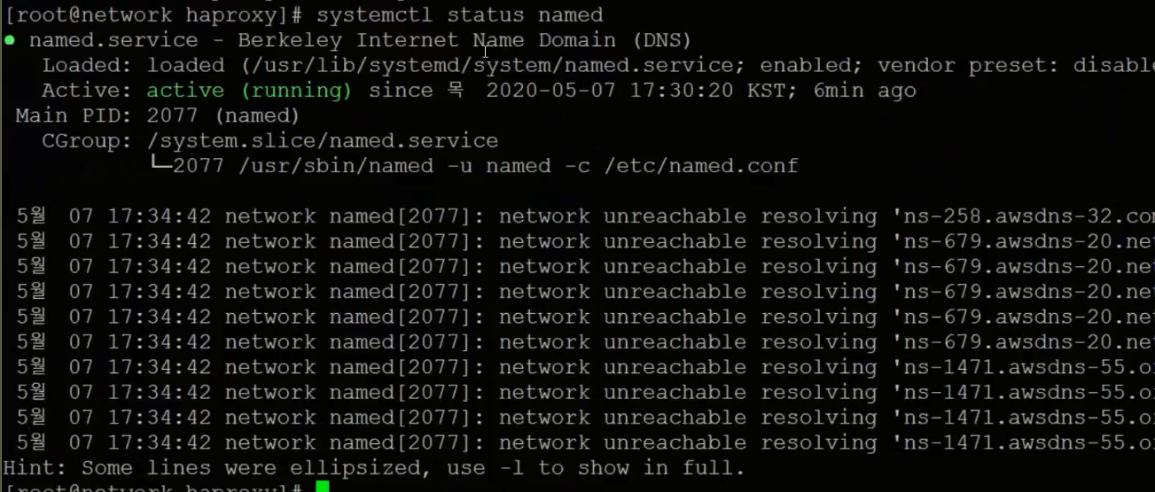 [root@network haproxy]# systemctl status named
● named.service - Berkeley Internet Name Domain (DNS)
Loaded: loaded (/usr/lib/systemd/system/named.service; enabled; vendor preset: disable
Active: active (running) since 목 2020-05-07 17:30:20 KST; 6min ago
Main PID: 2077 (named)
CGroup: /system.slice/named.service
└─2077 /usr/sbin/named -u named -c /etc/named.conf
5월 07 17:34:42 network named[2077]: network unreachable resolving 'ns-258.awsdns-32.com
5월 07 17:34:42 network named[2077]: network unreachable resolving 'ns-679.awsdns-20.net
5월 07 17:34:42 network named[2077]: network unreachable resolving 'ns-679.awsdns-20.net
5월 07 17:34:42 network named[2077]: network unreachable resolving 'ns-679.awsdns-20.net
5월 07 17:34:42 network named[2077]: network unreachable resolving 'ns-679.awsdns-20.net
5월 07 17:34:42 network named[2077]: network unreachable resolving 'ns-679.awsdns-20.net
5월 07 17:34:42 network named[2077]: network unreachable resolving 'ns-1471.awsdns-55.or
5월 07 17:34:42 network named[2077]: network unreachable resolving 'ns-1471.awsdns-55.or
5월 07 17:34:42 network named[2077]: network unreachable resolving 'ns-1471.awsdns-55.or
5월 07 17:34:42 network named[2077]: network unreachable resolving 'ns-1471.awsdns-55.or
Hint: Some lines were ellipsized, use -l to show in full.
[root@network haproxy]#